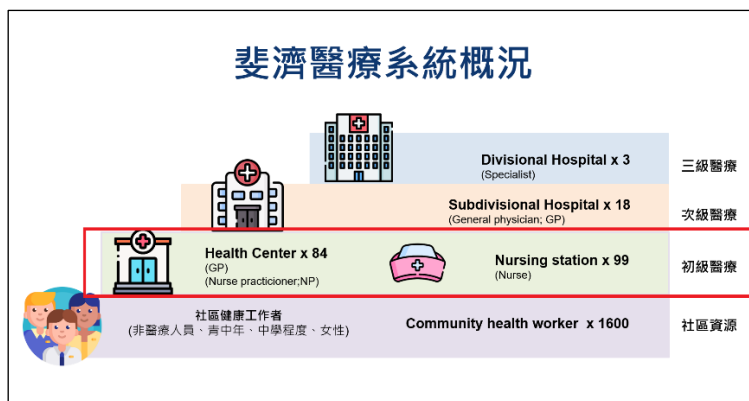 斐濟醫療系統概況
Divisional Hospital x 3
(Specialist)
三級醫療
Subdivisional Hospital x 18
(General physician; GP)
次級醫療
Health Center x 84
(GP)
(Nurse practicioner;NP)
Nursing station x 99
(Nurse)
初級醫療
社區健康工作者
(非醫療人員、青中年、中學程度、女性)
Community health worker x 1600
社區資源